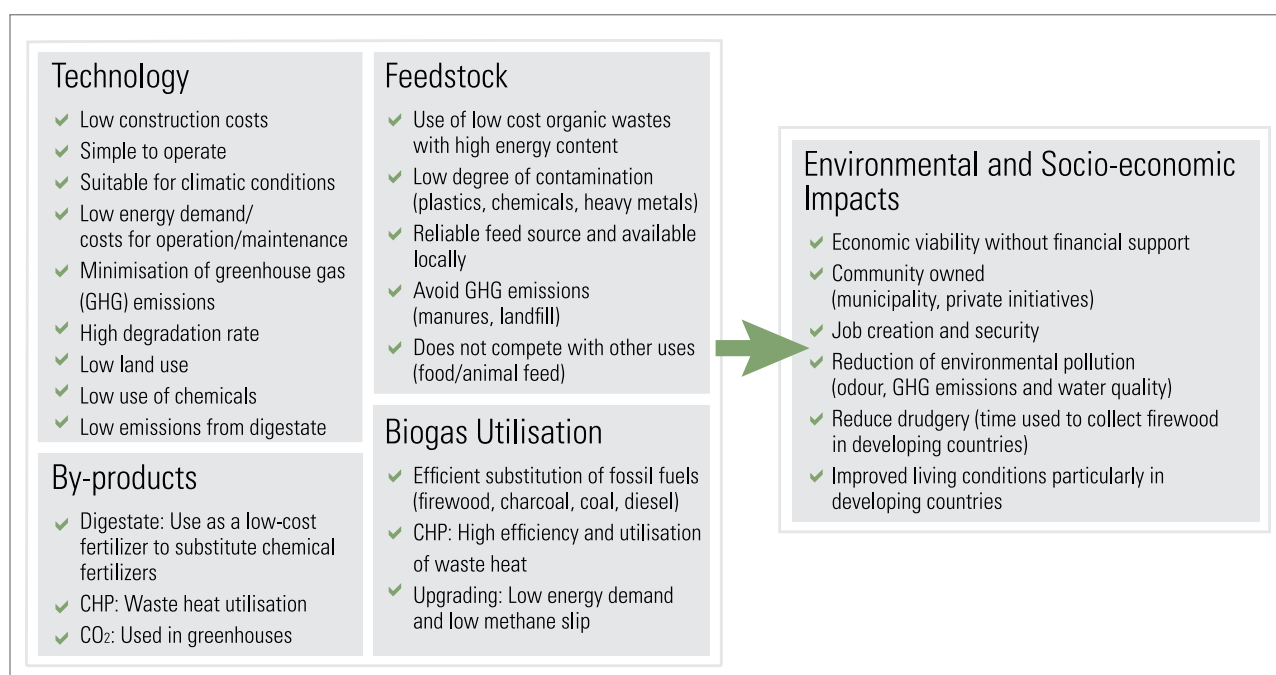 Technology
Low construction costs
Simple to operate
Suitable for climatic conditions
Low energy demand/
costs for operation/maintenance
Minimisation of greenhouse gas
(GHG) emissions
High degradation rate
Low land use
Low use of chemicals
Low emissions from digestate
By-products
Digestate: Use as a low-cost
fertilizer to substitute chemical
fertilizers
CHP: Waste heat utilisation
CO2: Used in greenhouses
Feedstock
Use of low cost organic wastes
with high energy content
Low degree of contamination
(plastics, chemicals, heavy metals)
Reliable feed source and available
locally
Avoid GHG emissions
(manures, landfill)
Does not compete with other uses
(food/animal feed)
Biogas Utilisation
Efficient substitution of fossil fuels
(firewood, charcoal, coal, diesel)
CHP: High efficiency and utilisation
of waste heat
Upgrading: Low energy demand
and low methane slip
Environmental and Socio-economic
Impacts
Economic viability without financial support
Community owned
(municipality, private initiatives)
Job creation and security
Reduction of environmental pollution
(odour, GHG emissions and water quality)
Reduce drudgery (time used to collect firewood
in developing countries)
Improved living conditions particularly in
developing countries